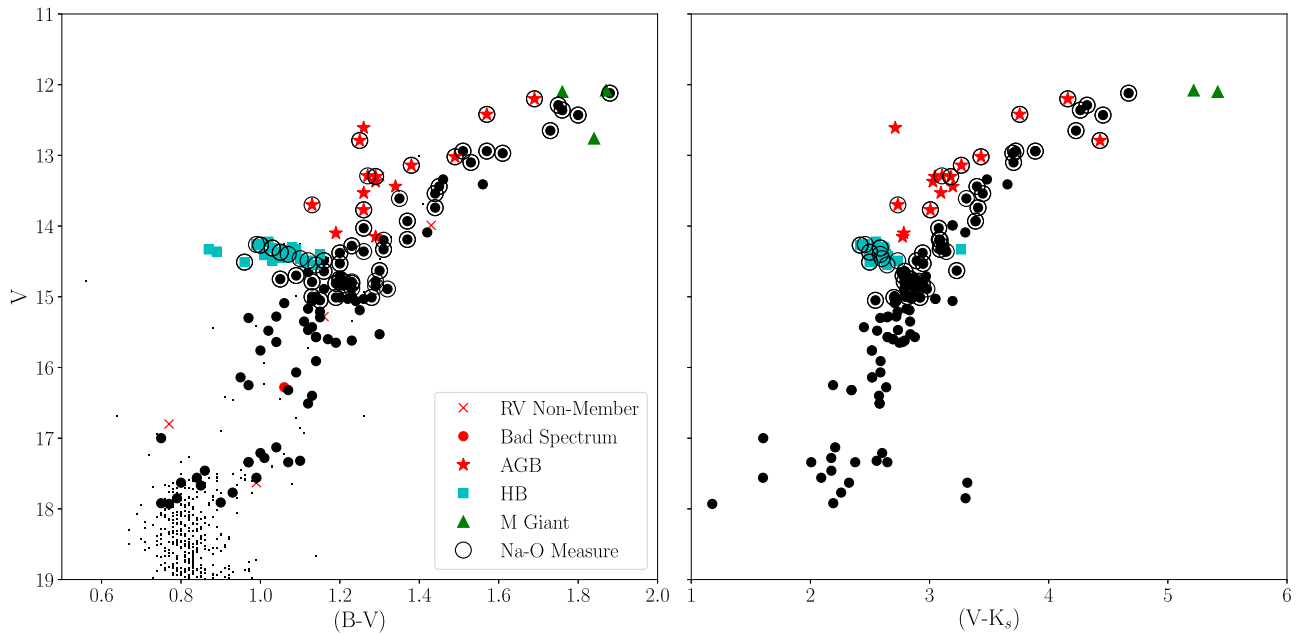 11
12
13
14
15
16
17
18
19
V
0.6 0.8 1.0 1.2 1.4 1.6 1.8 2.0
(B-V)
RV Non-Member
Bad Spectrum
AGB
HB
M Giant
Na-O Measure
1 2 3 4 5 6
(V-Kₛ)